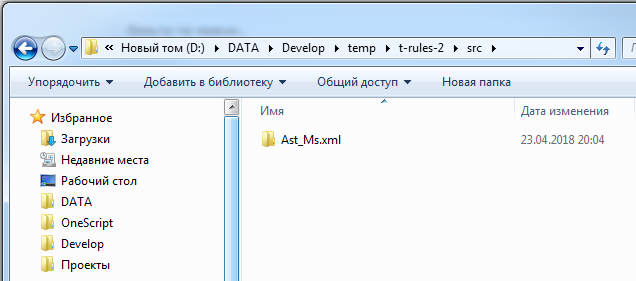 « Новый том (D:) ▸ DATA ▸ Develop ▸ temp ▸ t-rules-2 ▸ src ▸
Упорядочить Добавить в библиотеку Общий доступ Новая папка
Избранное
Загрузки
Недавние места
Рабочий стол
DATA
OneScript
Develop
Проекты
Имя Дата изменения
Ast_Ms.xml 23.04.2018 20:04